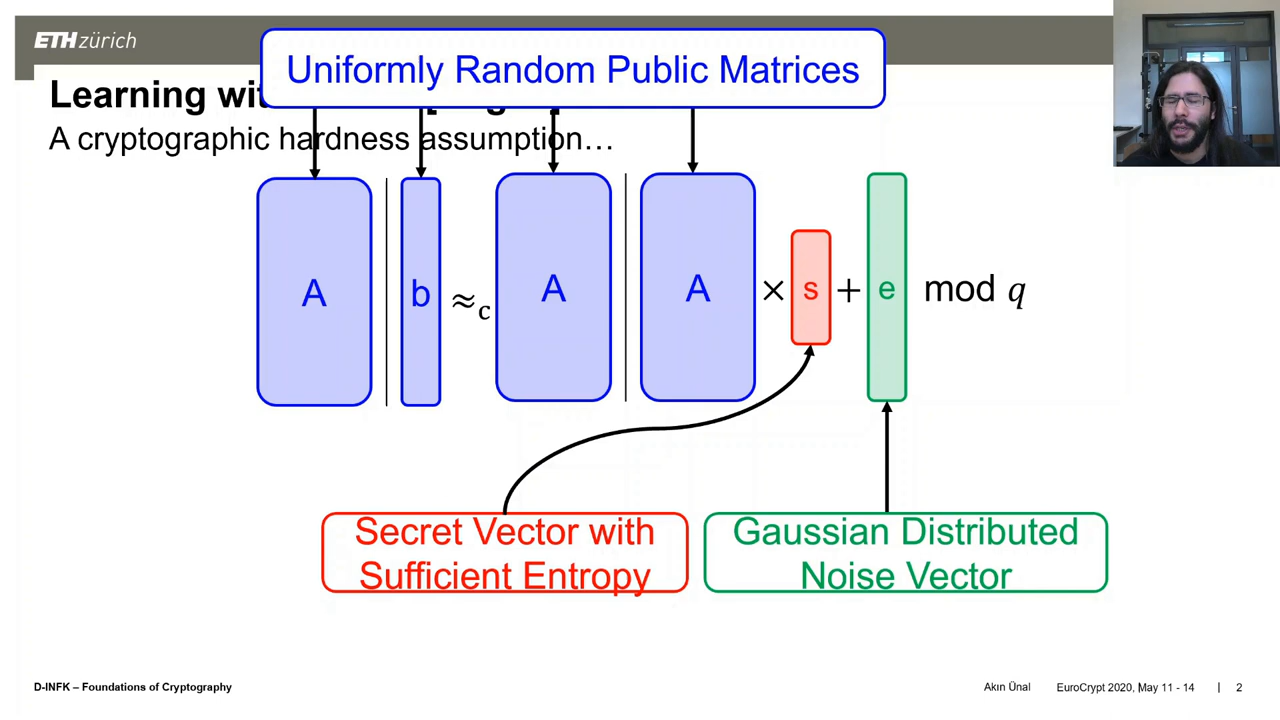 ETH zürich
Uniformly Random Public Matrices
Learning wi
A cryptographic hardness assumption…
A b ≈c A A × s + e mod q
Secret Vector with
Sufficient Entropy
Gaussian Distributed
Noise Vector
D-INFK – Foundations of Cryptography
Akın Ünal
EuroCrypt 2020, May 11 - 14
2